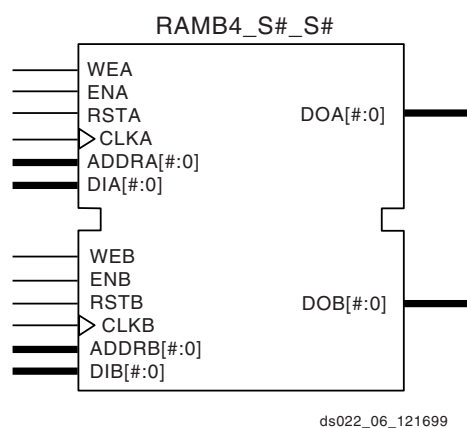 RAMB4_S#_S#
WEA
ENA
RSTA
CLKA
ADDRA[#:0]
DIA[#:0]
DOA[#:0]
WEB
ENB
RSTB
CLKB
ADDRB[#:0]
DIB[#:0]
DOB[#:0]
ds022_06_121699